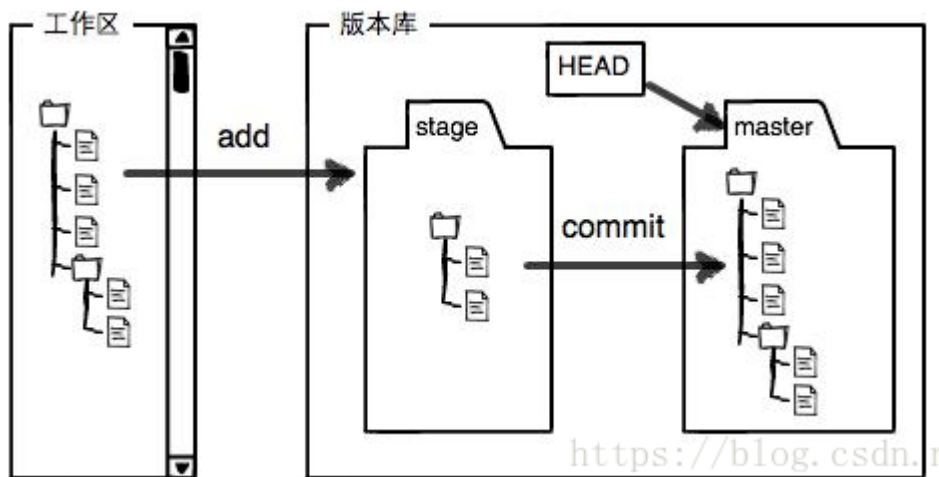 工作区
版本库
HEAD
stage
master
add
commit
https://blog.csdn.n